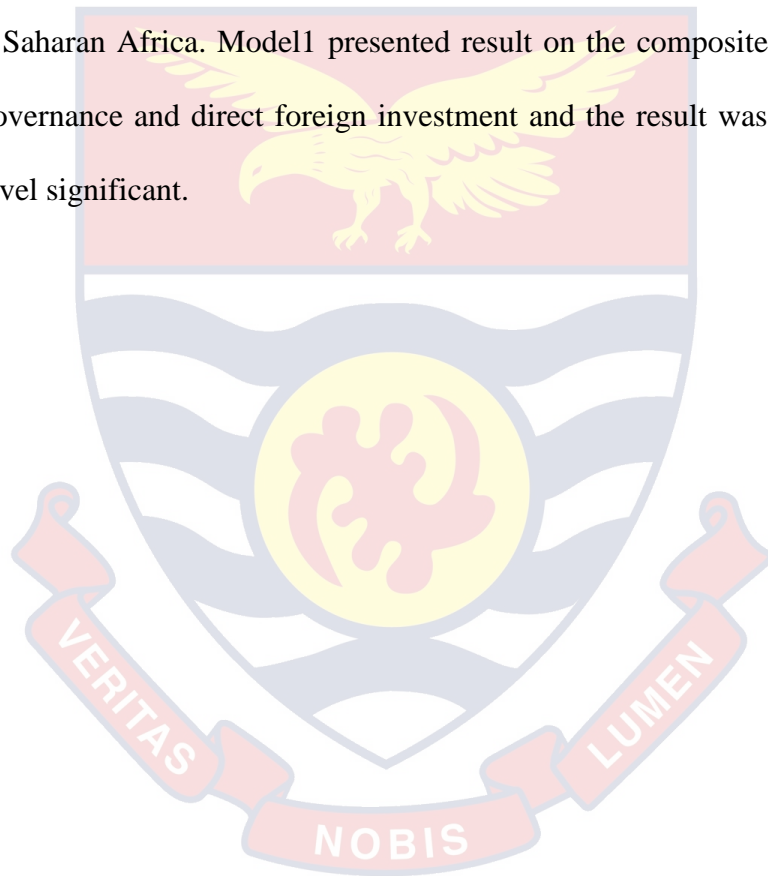 Saharan Africa. Model1 presented result on the composite
overnance and direct foreign investment and the result was
vel significant.
VERITAS
NOBIS
LUMEN